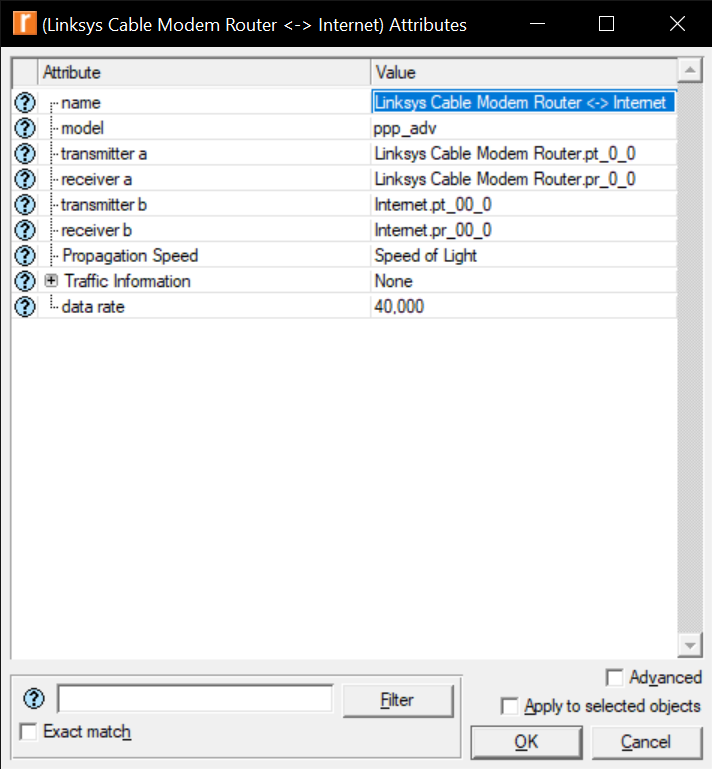 (Linksys Cable Modem Router <-> Internet) Attributes
Attribute Value
name Linksys Cable Modem Router <-> Internet
model ppp_adv
transmitter a Linksys Cable Modem Router.pt_0_0
receiver a Linksys Cable Modem Router.pr_0_0
transmitter b Internet.pt_00_0
receiver b Internet.pr_00_0
Propagation Speed Speed of Light
Traffic Information None
data rate 40,000
Advanced
Filter
Apply to selected objects
Exact match
OK Cancel